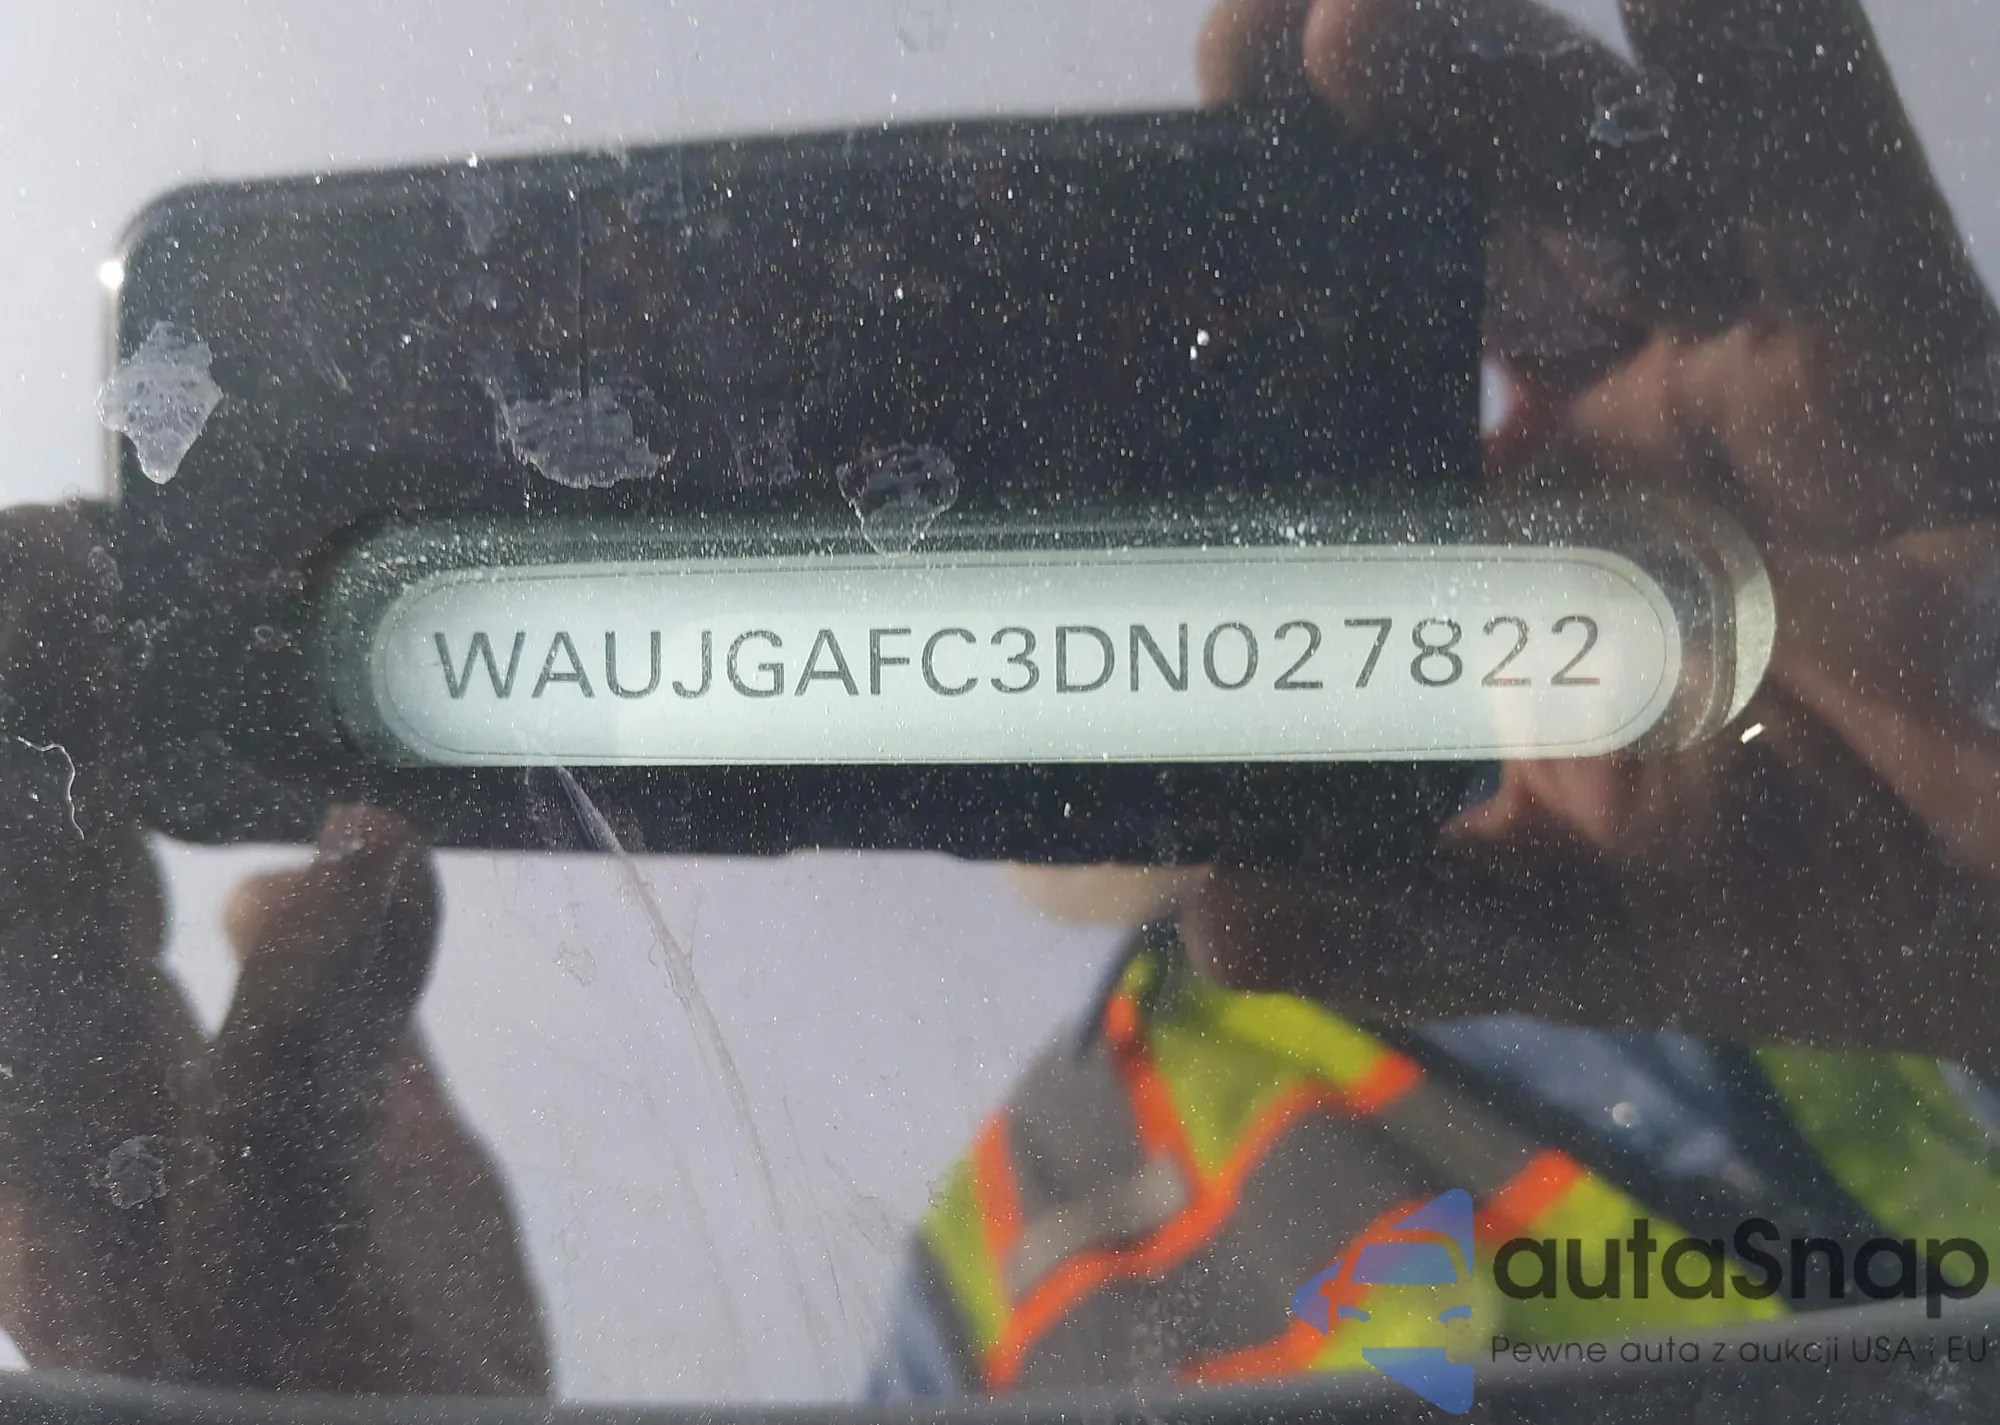 WAUJGAFC3DN027822
autaSnap
Pewne auta z aukcji USA i EU